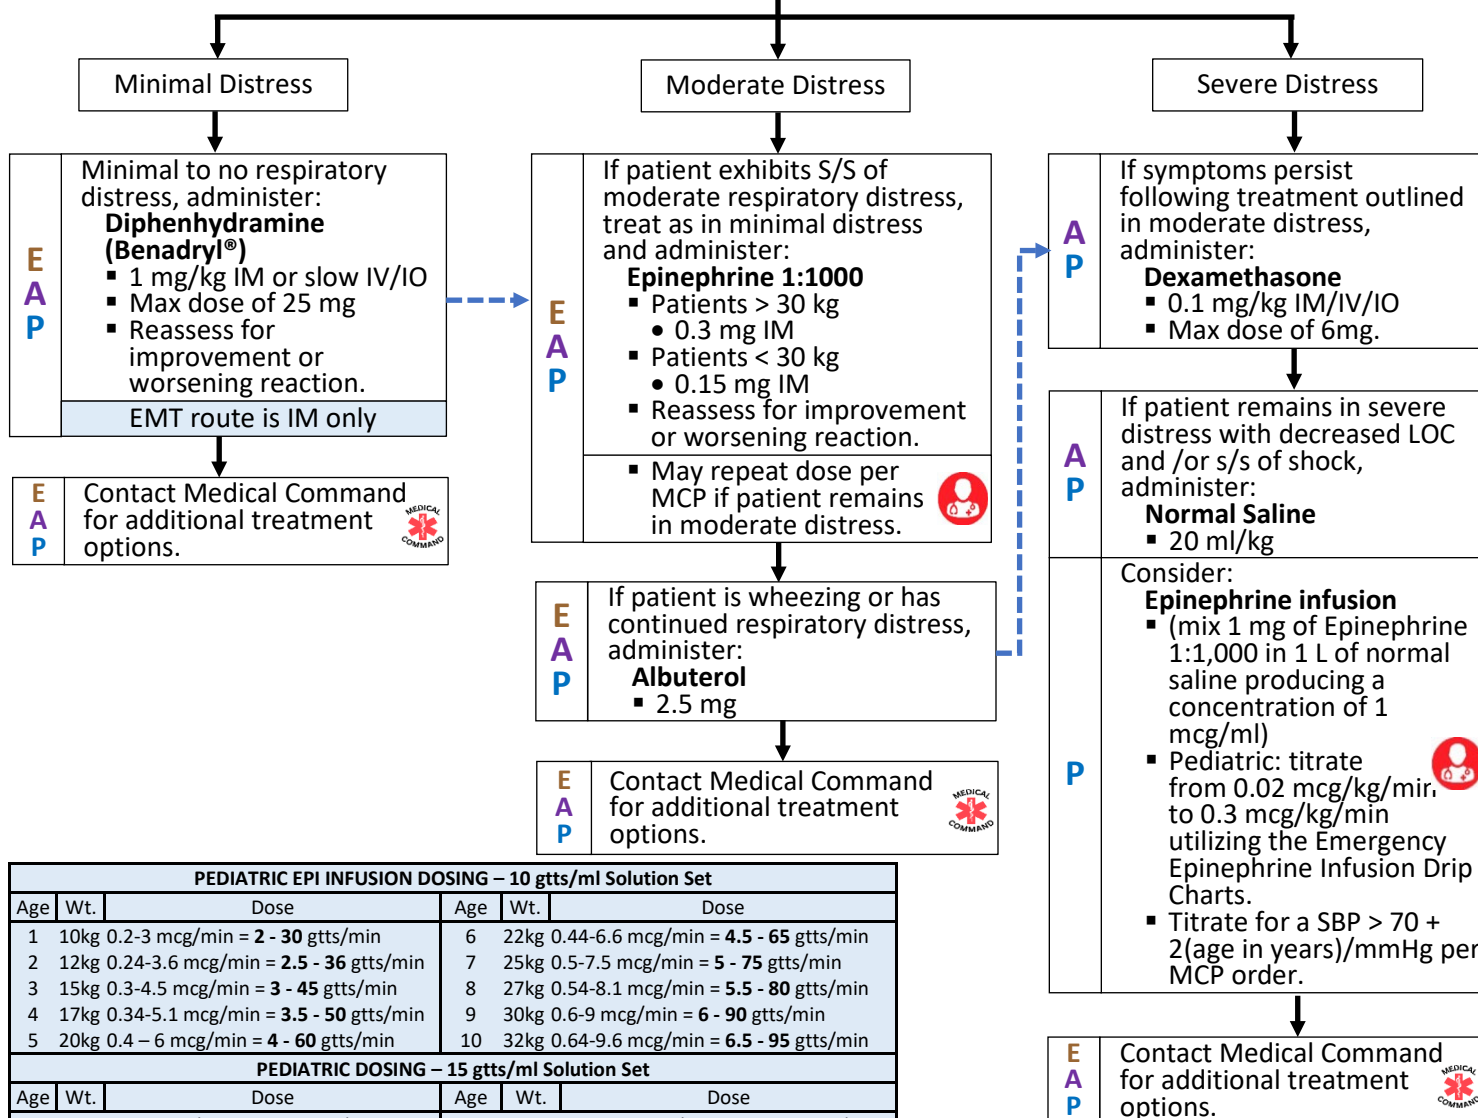 Minimal Distress
Moderate Distress
Severe Distress
E
A
P
Minimal to no respiratory
distress, administer:
Diphenhydramine
(Benadryl®)
▪ 1 mg/kg IM or slow IV/IO
▪ Max dose of 25 mg
▪ Reassess for
improvement or
worsening reaction.
EMT route is IM only
E
A
P
Contact Medical Command
for additional treatment
options.
MEDICAL
COMMAND
E
A
P
If patient exhibits S/S of
moderate respiratory distress,
treat as in minimal distress
and administer:
Epinephrine 1:1000
▪ Patients > 30 kg
• 0.3 mg IM
▪ Patients < 30 kg
• 0.15 mg IM
▪ Reassess for improvement
or worsening reaction.
▪ May repeat dose per
MCP if patient remains
in moderate distress.
E
A
P
If patient is wheezing or has
continued respiratory distress,
administer:
Albuterol
▪ 2.5 mg
E
A
P
Contact Medical Command
for additional treatment
options.
MEDICAL
COMMAND
A
P
If symptoms persist
following treatment outlined
in moderate distress,
administer:
Dexamethasone
▪ 0.1 mg/kg IM/IV/IO
▪ Max dose of 6mg.
A
P
If patient remains in severe
distress with decreased LOC
and /or s/s of shock,
administer:
Normal Saline
▪ 20 ml/kg
P
Consider:
Epinephrine infusion
▪ (mix 1 mg of Epinephrine
1:1,000 in 1 L of normal
saline producing a
concentration of 1
mcg/ml)
▪ Pediatric: titrate
from 0.02 mcg/kg/min
to 0.3 mcg/kg/min
utilizing the Emergency
Epinephrine Infusion Drip
Charts.
▪ Titrate for a SBP > 70 +
2(age in years)/mmHg per
MCP order.
E
A
P
Contact Medical Command
for additional treatment
options.
MEDICAL
COMMAND
PEDIATRIC EPI INFUSION DOSING – 10 gtts/ml Solution Set
Age Wt. Dose Age Wt. Dose
1 10kg 0.2-3 mcg/min = 2 - 30 gtts/min 6 22kg 0.44-6.6 mcg/min = 4.5 - 65 gtts/min
2 12kg 0.24-3.6 mcg/min = 2.5 - 36 gtts/min 7 25kg 0.5-7.5 mcg/min = 5 - 75 gtts/min
3 15kg 0.3-4.5 mcg/min = 3 - 45 gtts/min 8 27kg 0.54-8.1 mcg/min = 5.5 - 80 gtts/min
4 17kg 0.34-5.1 mcg/min = 3.5 - 50 gtts/min 9 30kg 0.6-9 mcg/min = 6 - 90 gtts/min
5 20kg 0.4 – 6 mcg/min = 4 - 60 gtts/min 10 32kg 0.64-9.6 mcg/min = 6.5 - 95 gtts/min
PEDIATRIC DOSING – 15 gtts/ml Solution Set
Age Wt. Dose Age Wt. Dose